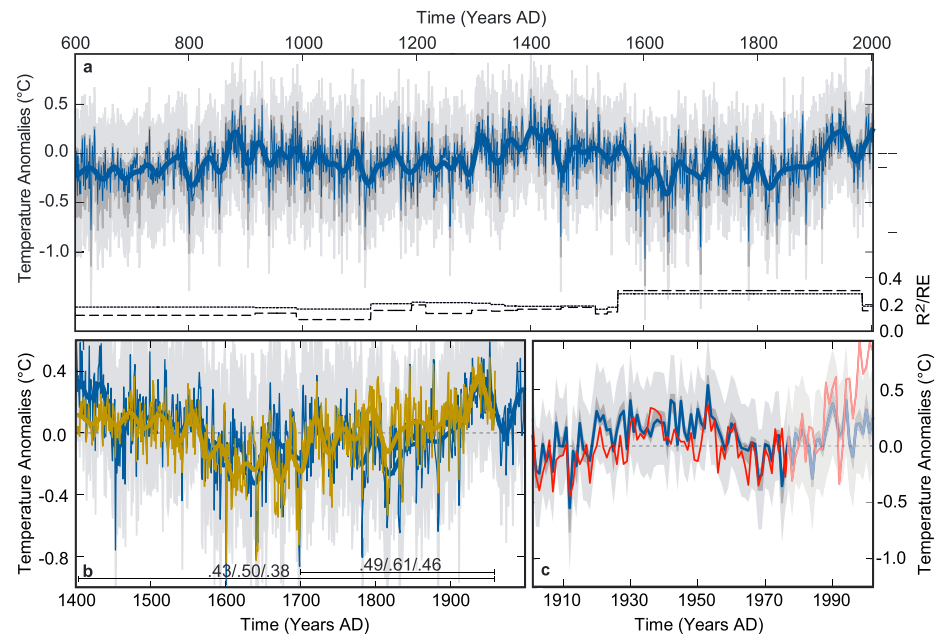 Time (Years AD)
600 800 1000 1200 1400 1600 1800 2000
a
Temperature Anomalies (°C)
0.5
0.0
-0.5
-1.0
0.4
0.2
0.0
R²/RE
0.4
0.0
-0.4
-0.8
Temperature Anomalies (°C)
b
.43/.50/.38
.49/.61/.46
1400 1500 1600 1700 1800 1900
Time (Years AD)
c
0.5
0.0
-0.5
-1.0
Temperature Anomalies (°C)
1910 1930 1950 1970 1990
Time (Years AD)